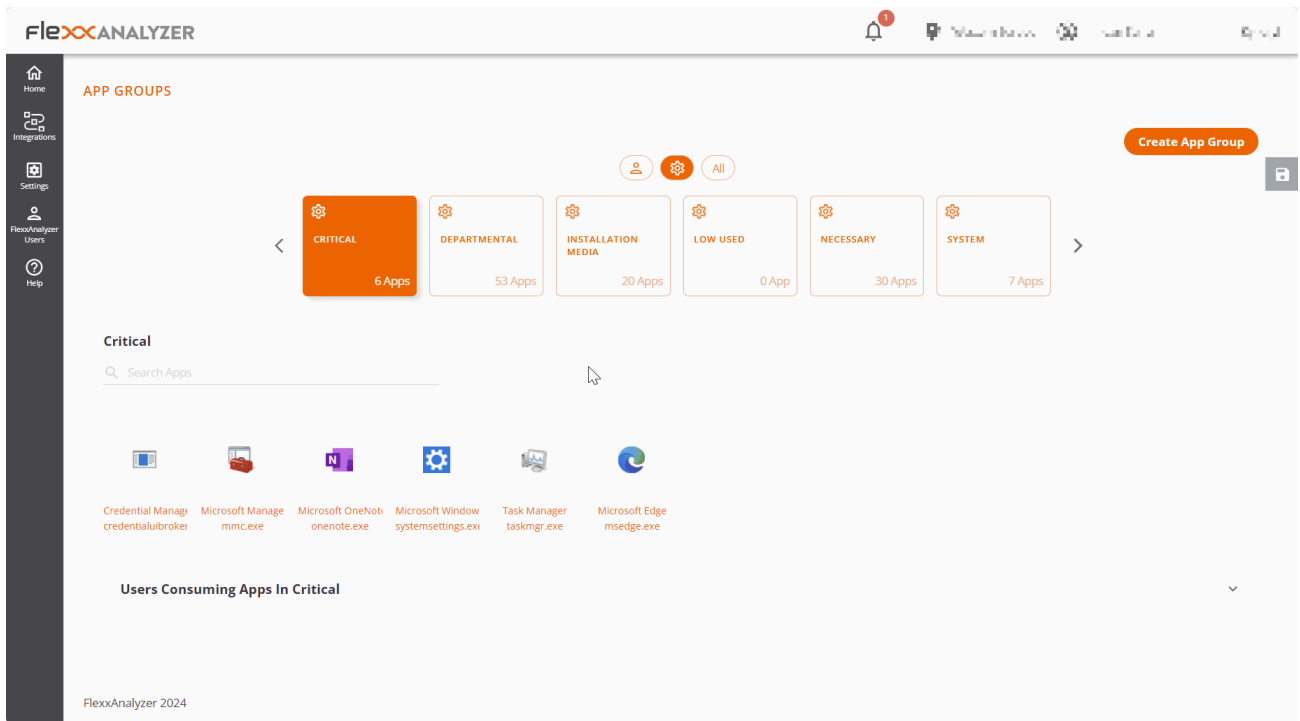 FlexxANALYZER
1
Home
APP GROUPS
Integrations
Create App Group
All
Settings
FlexxAnalyzer
Users
CRITICAL
DEPARTMENTAL
INSTALLATION
MEDIA
LOW USED
NECESSARY
SYSTEM
6 Apps
53 Apps
20 Apps
0 App
30 Apps
7 Apps
Help
Critical
Search Apps
Credential Manag
Microsoft Manage
Microsoft OneNot
Microsoft Window
Task Manager
Microsoft Edge
credentialuibroker
mmc.exe
onenote.exe
systemsettings.ex
taskmgr.exe
msedge.exe
Users Consuming Apps In Critical
FlexxAnalyzer 2024